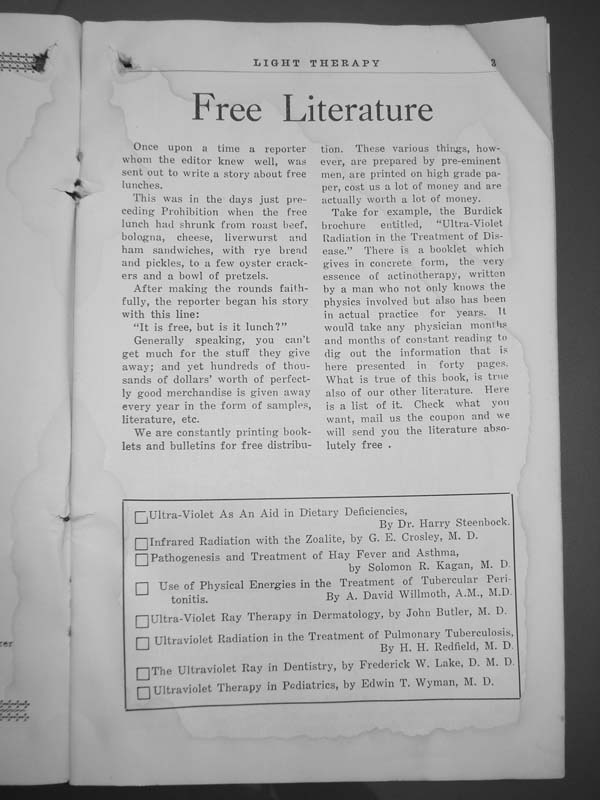 LIGHT THERAPY 3
Free Literature
Once upon a time a reporter
whom the editor knew well, was
sent out to write a story about free
lunches.
This was in the days just pre-
ceding Prohibition when the free
lunch had shrunk from roast beef,
bologna, cheese, liverwurst and
ham sandwiches, with rye bread
and pickles, to a few oyster crack-
ers and a bowl of pretzels.
After making the rounds faith-
fully, the reporter began his story
with this line:
"It is free, but is it lunch?"
Generally speaking, you can't
get much for the stuff they give
away; and yet hundreds of thou-
sands of dollars' worth of perfect-
ly good merchandise is given away
every year in the form of samples,
literature, etc.
We are constantly printing book-
lets and bulletins for free distribu-
tion. These various things, how-
ever, are prepared by pre-eminent
men, are printed on high grade pa-
per, cost us a lot of money and are
actually worth a lot of money.
Take for example, the Burdick
brochure entitled, "Ultra-Violet
Radiation in the Treatment of Dis-
ease." There is a booklet which
gives in concrete form, the very
essence of actinotherapy, written
by a man who not only knows the
physics involved but also has been
in actual practice for years. It
would take any physician months
and months of constant reading to
dig out the information that is
here presented in forty pages.
What is true of this book, is true
also of our other literature. Here
is a list of it. Check what you
want, mail us the coupon and we
will send you the literature abso-
lutely free .
Ultra-Violet As An Aid in Dietary Deficiencies,
By Dr. Harry Steenbock.
Infrared Radiation with the Zoalite, by G. E. Crosley, M. D.
Pathogenesis and Treatment of Hay Fever and Asthma,
by Solomon R. Kagan, M. D.
Use of Physical Energies in the Treatment of Tubercular Peri-
tonitis. By A. David Willmoth, A.M., M.D.
Ultra-Violet Ray Therapy in Dermatology, by John Butler, M. D.
Ultraviolet Radiation in the Treatment of Pulmonary Tuberculosis,
By H. H. Redfield, M. D.
The Ultraviolet Ray in Dentistry, by Frederick W. Lake, D. M. D.
Ultraviolet Therapy in Pediatrics, by Edwin T. Wyman, M. D.